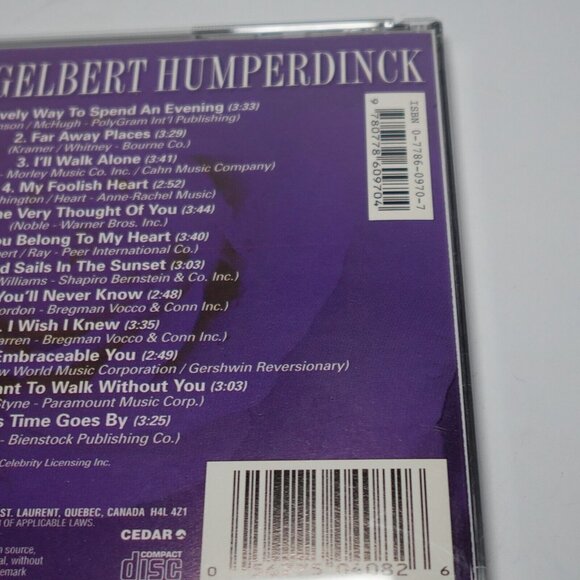 GELBERT HUMPERDINCK
vely Way To Spend An Evening (3:33)
nson / McHugh - PolyGram Int'l Publishing)
2. Far Away Places (3:29)
(Kramer / Whitney - Bourne Co.)
3. I'll Walk Alone (3:41)
- Morley Music Co. Inc. / Cahn Music Company)
4. My Foolish Heart (2:52)
hington / Heart - Anne-Rachel Music)
he Very Thought Of You (3:44)
(Noble - Warner Bros. Inc.)
ou Belong To My Heart (3:40)
bert / Ray - Peer International Co.)
d Sails In The Sunset (3:03)
Williams - Shapiro Bernstein & Co. Inc.)
You'll Never Know (2:48)
Gordon - Bregman Vocco & Conn Inc.)
. I Wish I Knew (3:35)
arren - Bregman Vocco & Conn Inc.)
Embraceable You (2:49)
w World Music Corporation / Gershwin Reversionary)
nt To Walk Without You (3:03)
Styne - Paramount Music Corp.)
s Time Goes By (3:25)
- Bienstock Publishing Co.)
Celebrity Licensing Inc.
ISBN 0-7786-0970-7
9 780778 609704
ST. LAURENT, QUEBEC, CANADA H4L 4Z1
OF APPLICABLE LAWS.
CEDAR
a source,
al, without
demark
COMPACT
disc
0
6